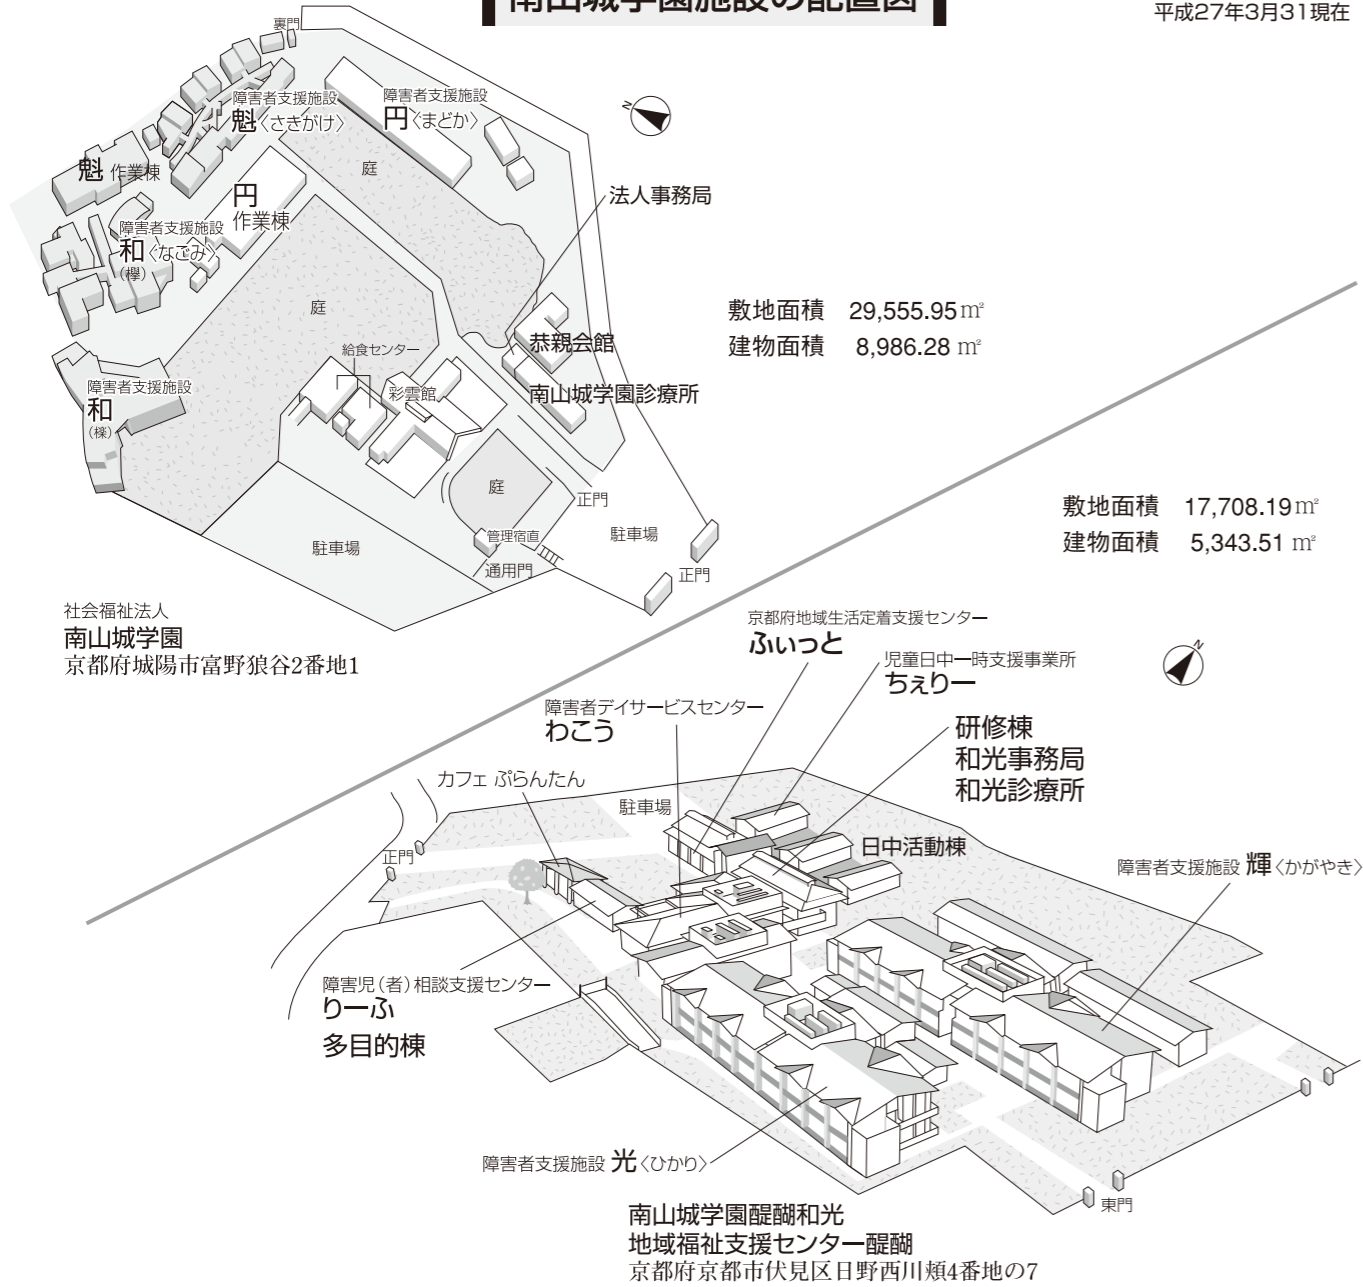 南山城学園施設の配置図
平成27年3月31現在
裏門
障害者支援施設
魁〈さきがけ〉
障害者支援施設
円〈まどか〉
魁 作業棟
庭
円
作業棟
法人事務局
障害者支援施設
和〈なごみ〉
(欅)
庭
敷地面積 29,555.95㎡
建物面積 8,986.28 ㎡
給食センター
恭親会館
彩雲館
南山城学園診療所
障害者支援施設
和
庭
正門
管理宿直
駐車場
駐車場
通用門
正門
敷地面積 17,708.19㎡
建物面積 5,343.51 ㎡
社会福祉法人
南山城学園
京都府城陽市富野狼谷2番地1
N
N
京都府地域生活定着支援センター
ふぃっと
児童日中一時支援事業所
ちぇりー
障害者デイサービスセンター
わこう
研修棟
和光事務局
和光診療所
カフェ ぷらんたん
駐車場
日中活動棟
正門
障害者支援施設 輝〈かがやき〉
障害児(者)相談支援センター
りーふ
多目的棟
障害者支援施設 光〈ひかり〉
東門
南山城学園醍醐和光
地域福祉支援センター醍醐
京都府京都市伏見区日野西川頬4番地の7